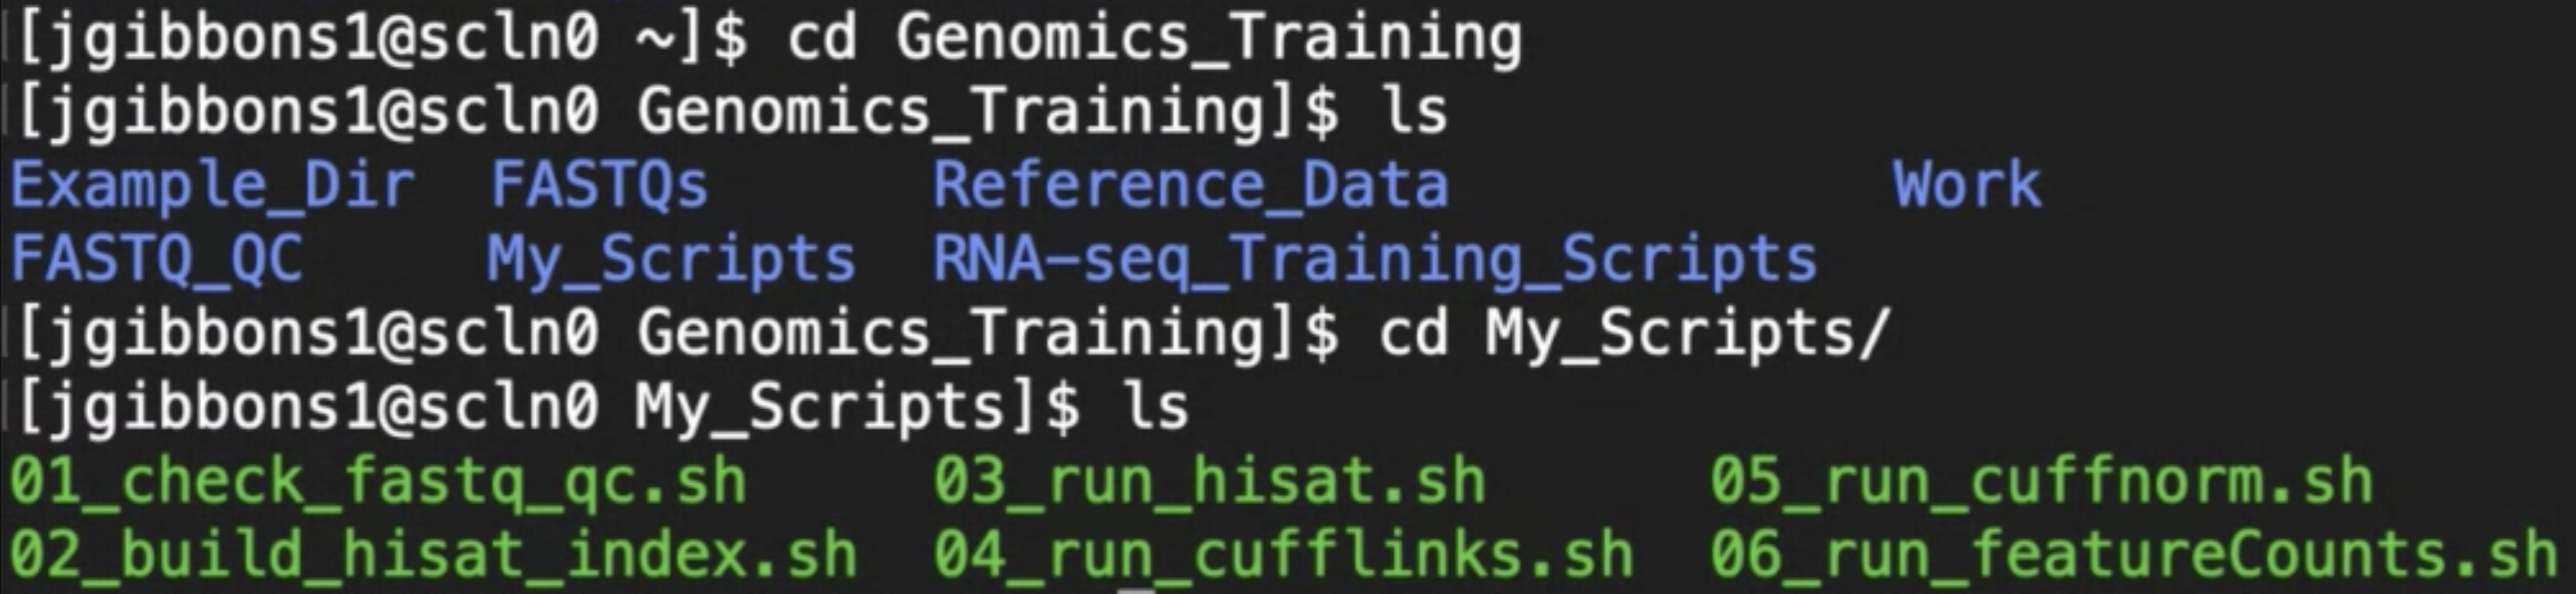 [jgibbons1@scln0 ~]$ cd Genomics_Training
[jgibbons1@scln0 Genomics_Training]$ ls
Example_Dir  FASTQs      Reference_Data             Work
FASTQ_QC     My_Scripts  RNA-seq_Training_Scripts
[jgibbons1@scln0 Genomics_Training]$ cd My_Scripts/
[jgibbons1@scln0 My_Scripts]$ ls
01_check_fastq_qc.sh     03_run_hisat.sh      05_run_cuffnorm.sh
02_build_hisat_index.sh  04_run_cufflinks.sh  06_run_featureCounts.sh